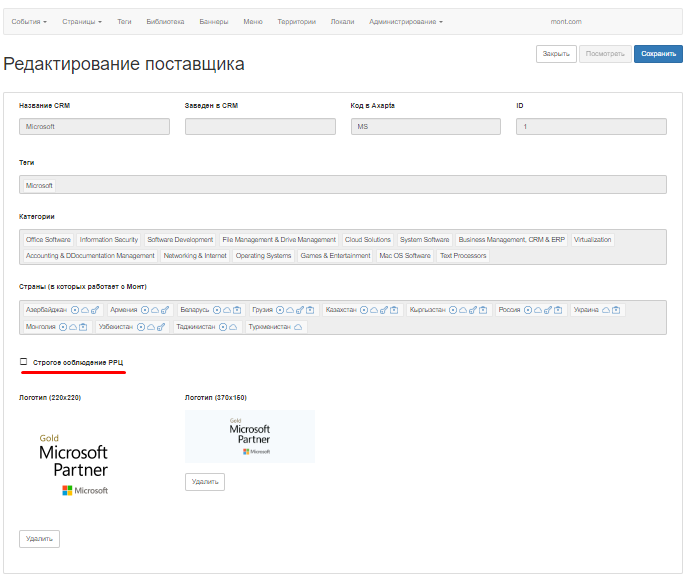 События Страницы Теги Библиотека Баннеры Меню Территории Локали Администрирование mont.com
Редактирование поставщика
Закрыть Посмотреть Сохранить
Название CRM Заведен в CRM Код в Axapta ID
Microsoft MS 1
Теги
Microsoft
Категории
Office Software Information Security Software Development File Management & Drive Management Cloud Solutions System Software Business Management, CRM & ERP Virtualization
Accounting & DDocumentation Management Networking & Internet Operating Systems Games & Entertainment Mac OS Software Text Processors
Страны (в которых работает с Монт)
Азербайджан Армения Беларусь Грузия Казахстан Кыргызстан Россия Украина
Монголия Узбекистан Таджикистан Туркменистан
Строгое соблюдение РРЦ
Логотип (220x220) Логотип (370x160)
Gold
Microsoft
Partner
Microsoft
Удалить
Gold
Microsoft
Partner
Microsoft
Удалить